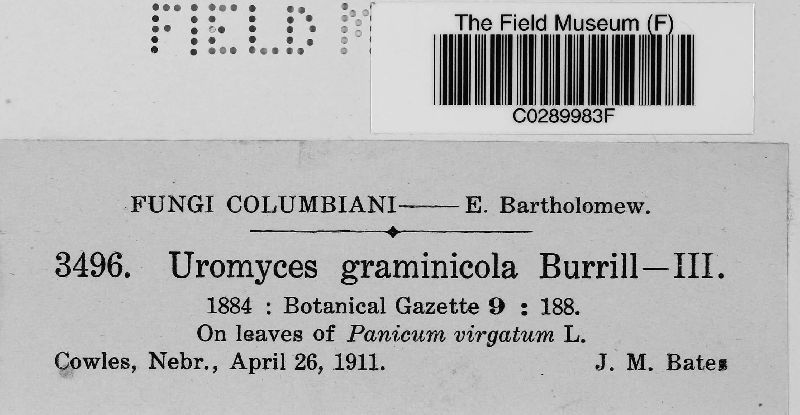 FIELD M
The Field Museum (F)
C0289983F
FUNGI COLUMBIANI—— E. Bartholomew.
3496. Uromyces graminicola Burrill—III.
1884 : Botanical Gazette 9 : 188.
On leaves of Panicum virgatum L.
Cowles, Nebr., April 26, 1911. J. M. Bates